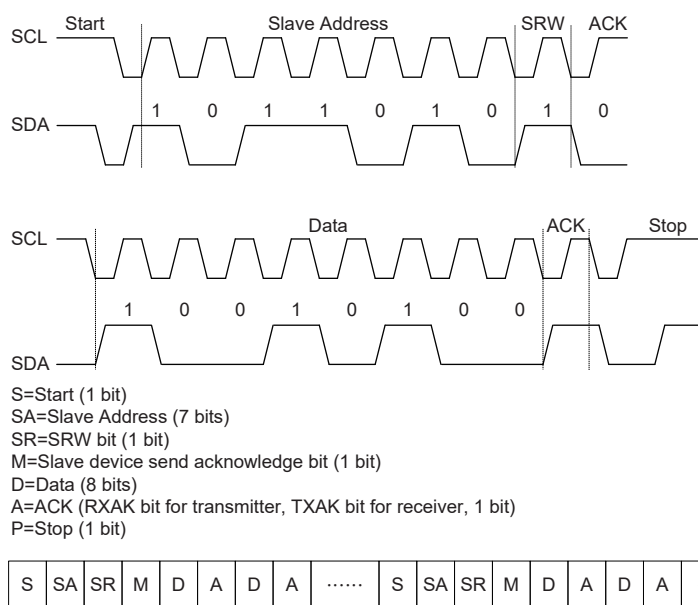 Start Slave Address SRW ACK
SCL
1 0 1 1 0 1 0 1 0
SDA
Data ACK Stop
SCL
1 0 0 1 0 1 0 0
SDA
S=Start (1 bit)
SA=Slave Address (7 bits)
SR=SRW bit (1 bit)
M=Slave device send acknowledge bit (1 bit)
D=Data (8 bits)
A=ACK (RXAK bit for transmitter, TXAK bit for receiver, 1 bit)
P=Stop (1 bit)
S SA SR M D A D A ...... S SA SR M D A D A